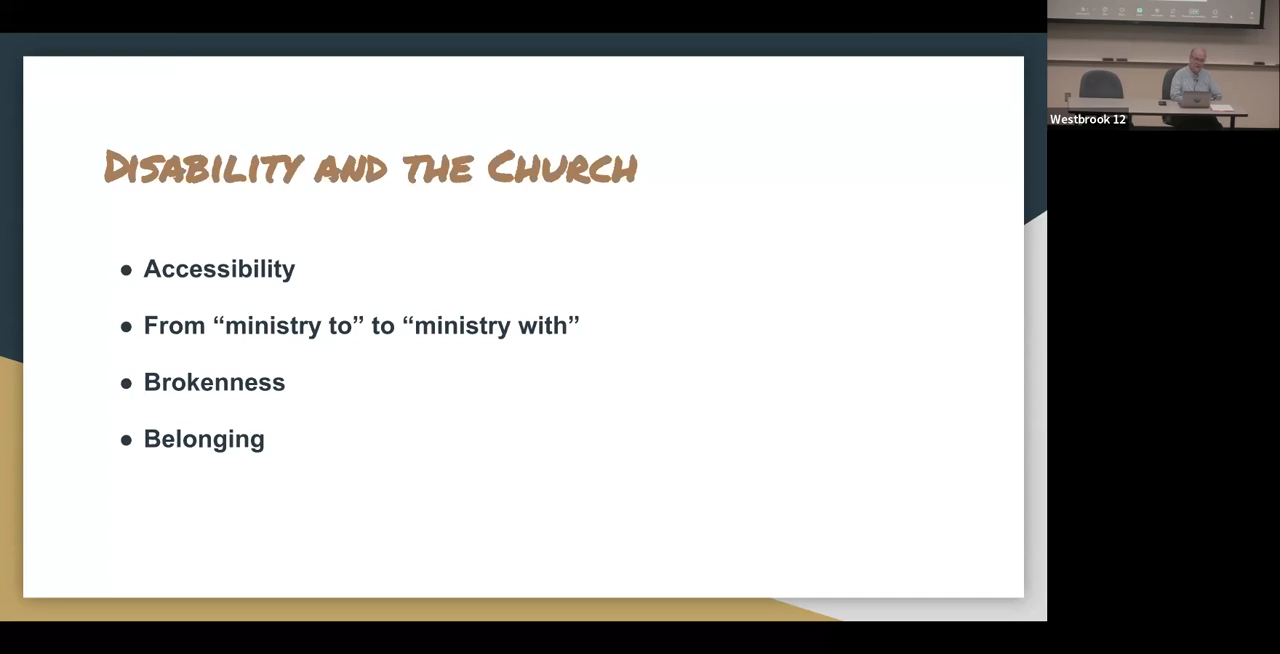 Disability and the Church
● Accessibility
● From “ministry to” to “ministry with”
● Brokenness
● Belonging
Westbrook 12